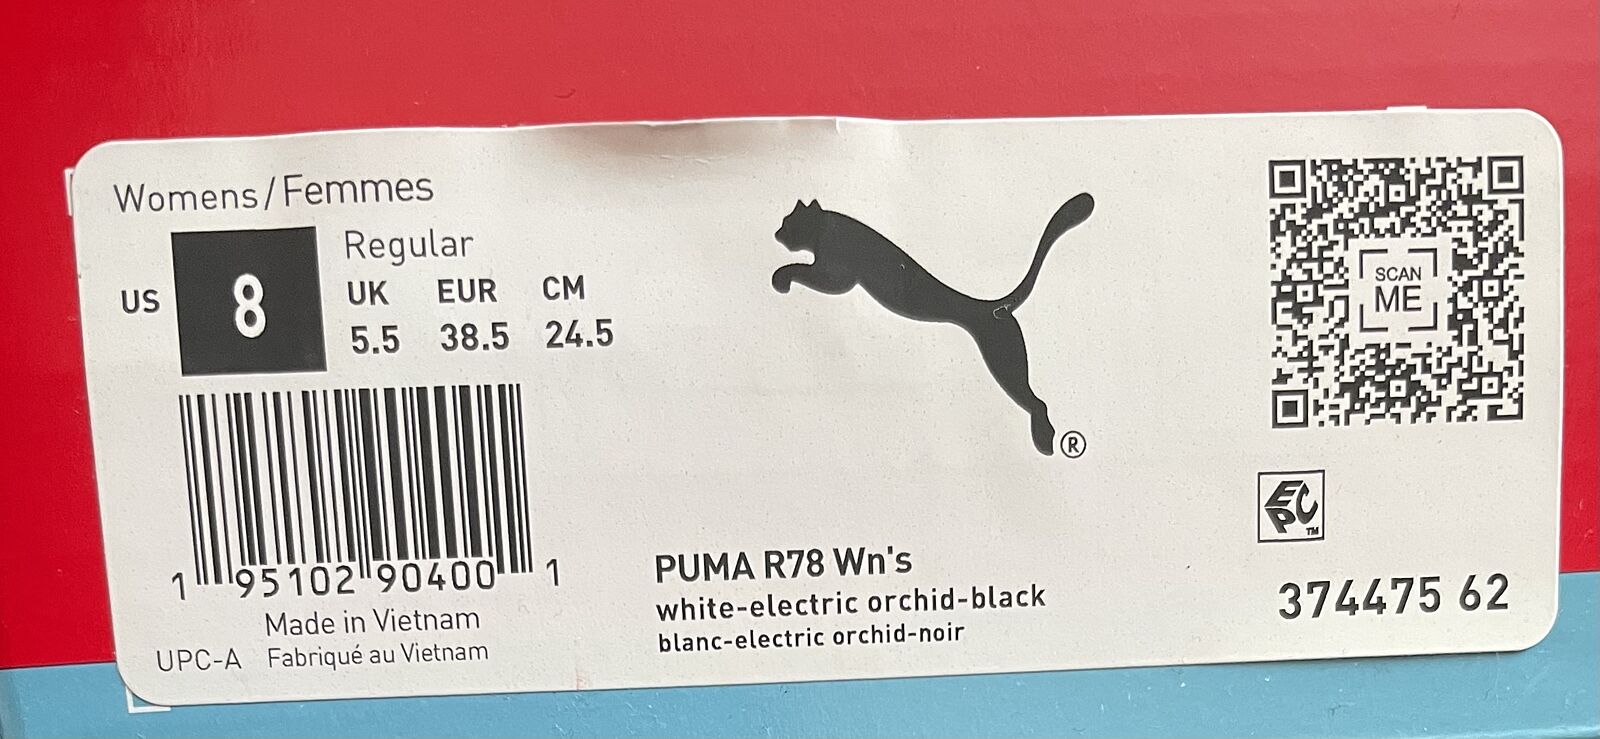 Womens/Femmes
US 8
Regular
UK EUR CM
5.5 38.5 24.5
1 95102 90400 1
Made in Vietnam
UPC-A Fabriqué au Vietnam
®
PUMA R78 Wn's
white-electric orchid-black
blanc-electric orchid-noir
SCAN
ME
EPC™
374475 62